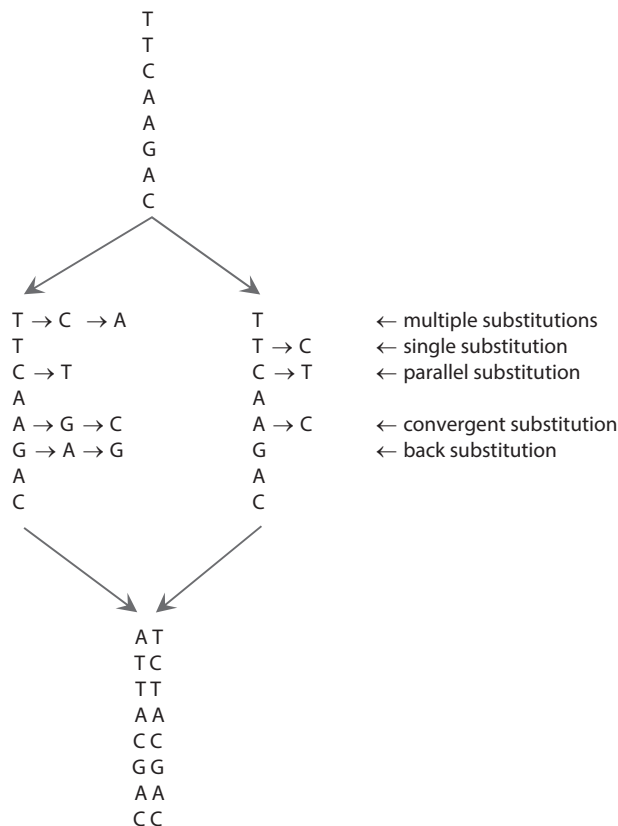 T
T
C
A
A
G
A
C
T → C → A T ← multiple substitutions
T T → C ← single substitution
C → T C → T ← parallel substitution
A A
A → G → C A → C ← convergent substitution
G → A → G G ← back substitution
A A
C C
A T
T C
T T
A A
C C
G G
A A
C C